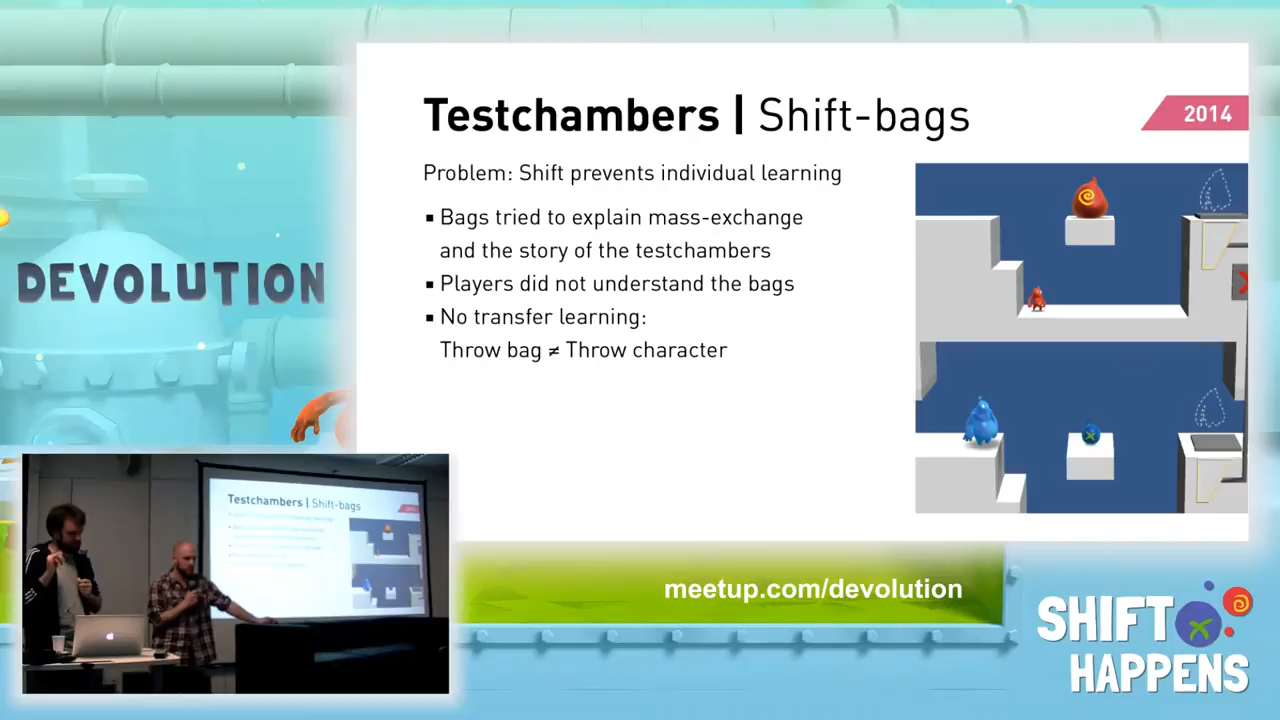 Testchambers | Shift-bags
2014
Problem: Shift prevents individual learning
▪ Bags tried to explain mass-exchange
and the story of the testchambers
▪ Players did not understand the bags
▪ No transfer learning:
Throw bag ≠ Throw character
DEVOLUTION
Testchambers | Shift-bags
meetup.com/devolution
SHIFT
HAPPENS